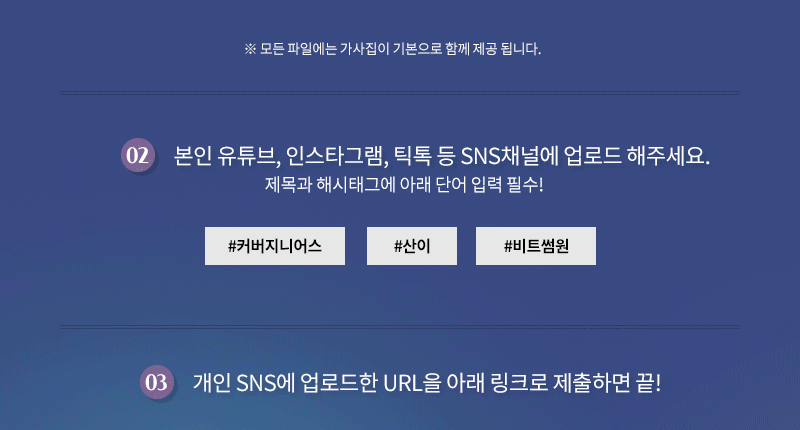 ※ 모든 파일에는 가사집이 기본으로 함께 제공 됩니다.
02 본인 유튜브, 인스타그램, 틱톡 등 SNS채널에 업로드 해주세요.
제목과 해시태그에 아래 단어 입력 필수!
#커버지니어스 #산이 #비트썸원
03 개인 SNS에 업로드한 URL을 아래 링크로 제출하면 끝!